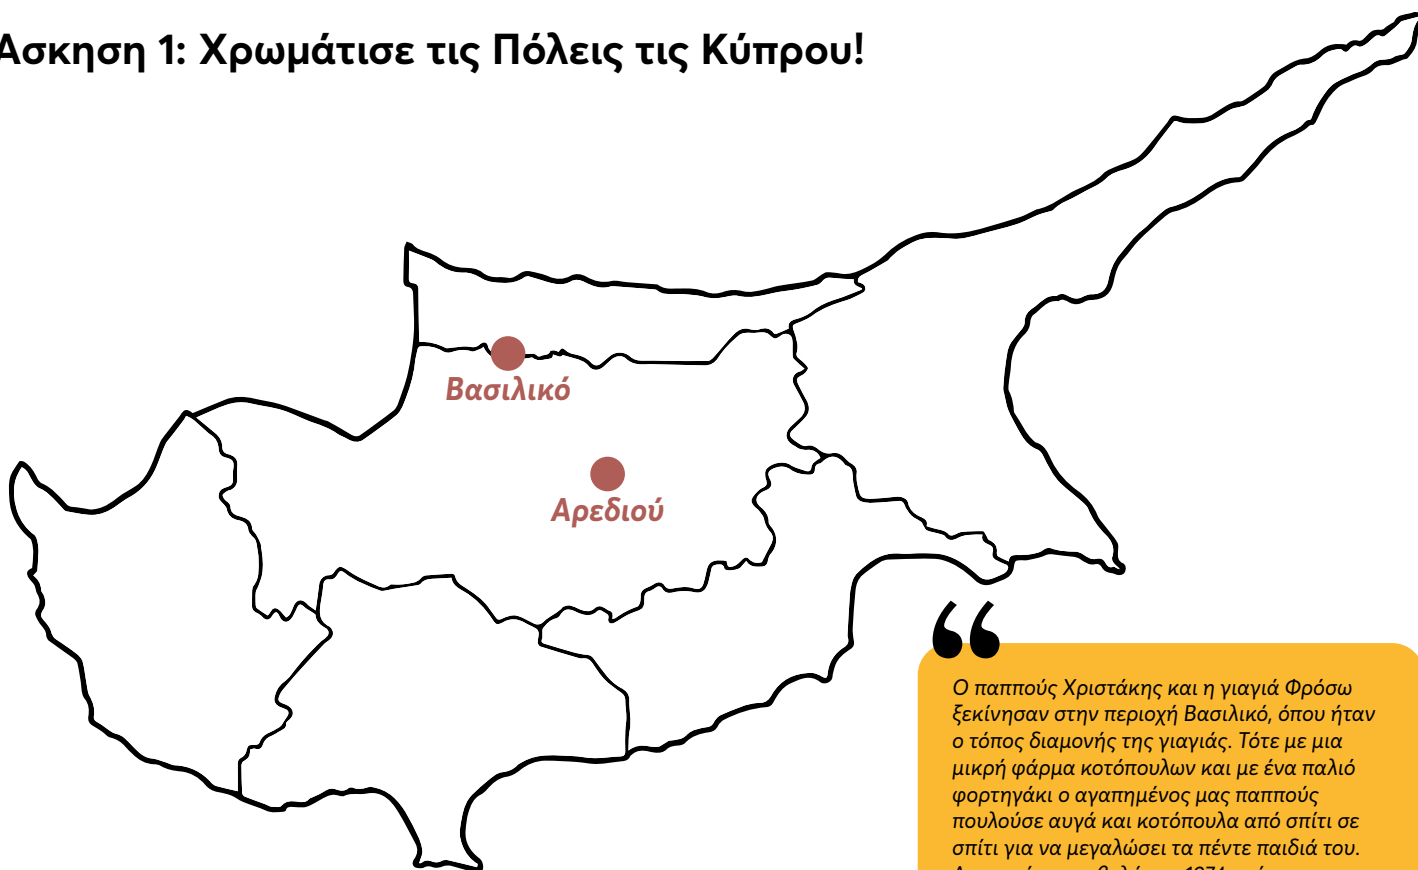 Άσκηση 1: Χρωμάτισε τις Πόλεις τις Κύπρου!
Βασιλικό
Αρεδιού
Ο παππούς Χριστάκης και η γιαγιά Φρόσω
ξεκίνησαν στην περιοχή Βασιλικό, όπου ήταν
ο τόπος διαμονής της γιαγιάς. Τότε με μια
μικρή φάρμα κοτόπουλων και με ένα παλιό
φορτηγάκι ο αγαπημένος μας παππούς
πουλούσε αυγά και κοτόπουλα από σπίτι σε
σπίτι για να μεγαλώσει τα πέντε παιδιά του.